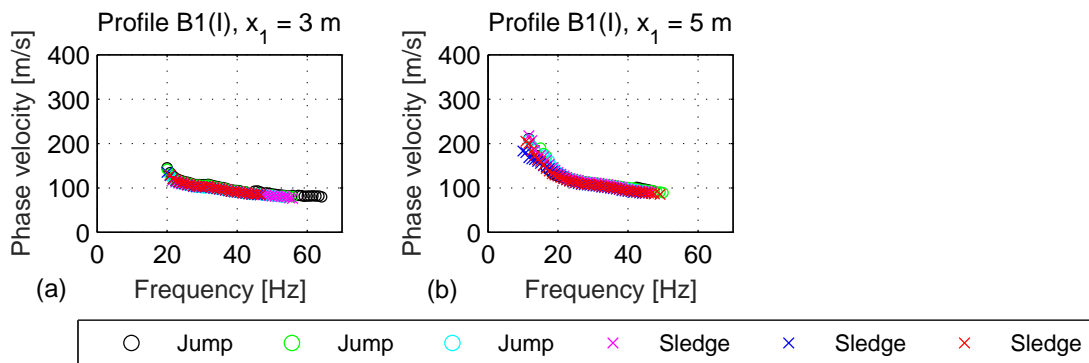 Profile B1(I), x₁ = 3 m
400
300
200
100
0
0 20 40 60
Phase velocity [m/s]
Frequency [Hz]
(a)
Profile B1(I), x₁ = 5 m
400
300
200
100
0
0 20 40 60
Phase velocity [m/s]
Frequency [Hz]
(b)
Jump Jump Jump Sledge Sledge Sledge